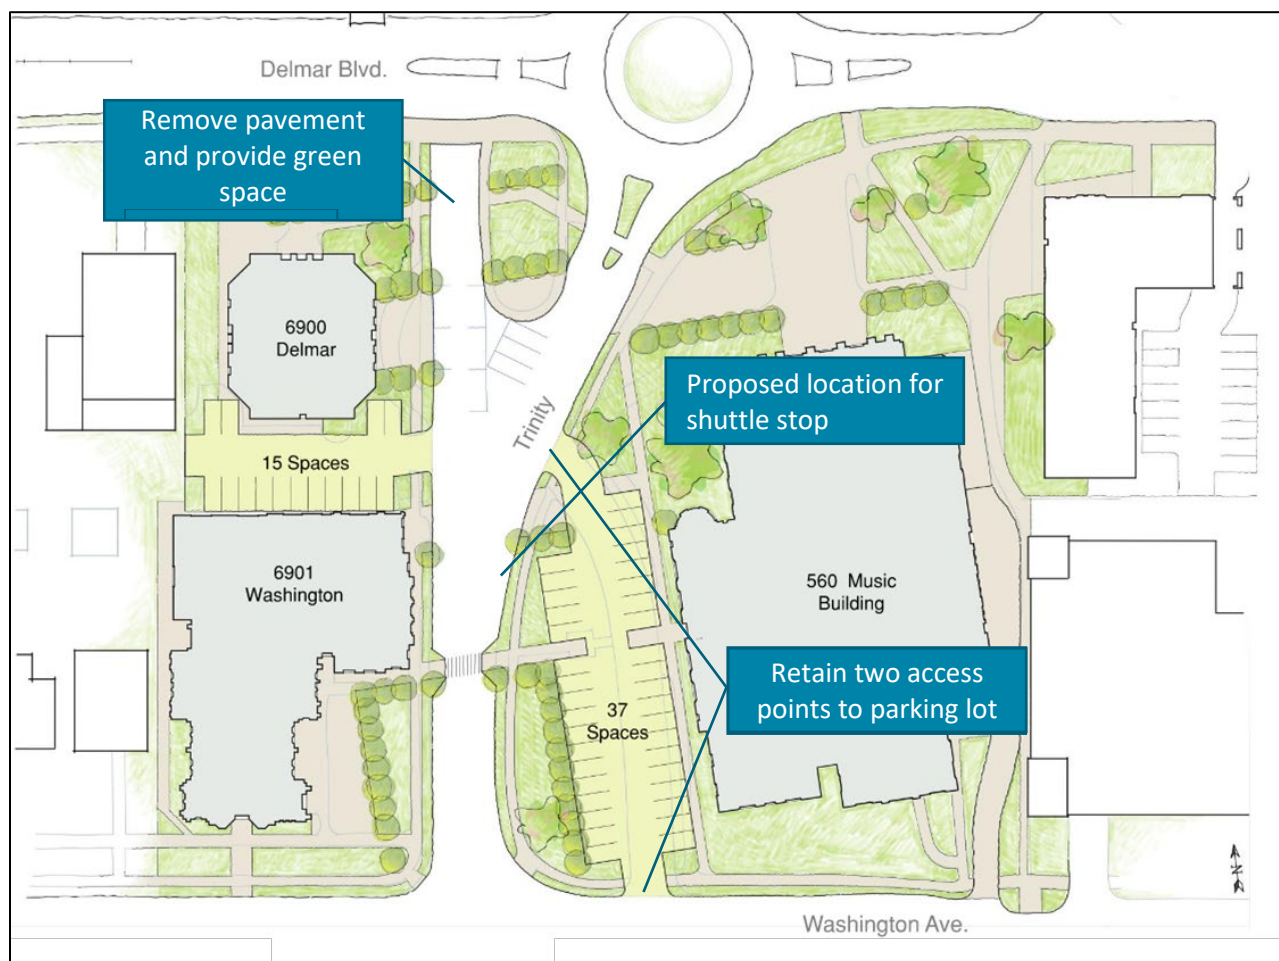 Delmar Blvd.
Remove pavement
and provide green
space
6900
Delmar
Trinity
Proposed location for
shuttle stop
15 Spaces
6901
Washington
560 Music
Building
Retain two access
points to parking lot
37
Spaces
N
Washington Ave.